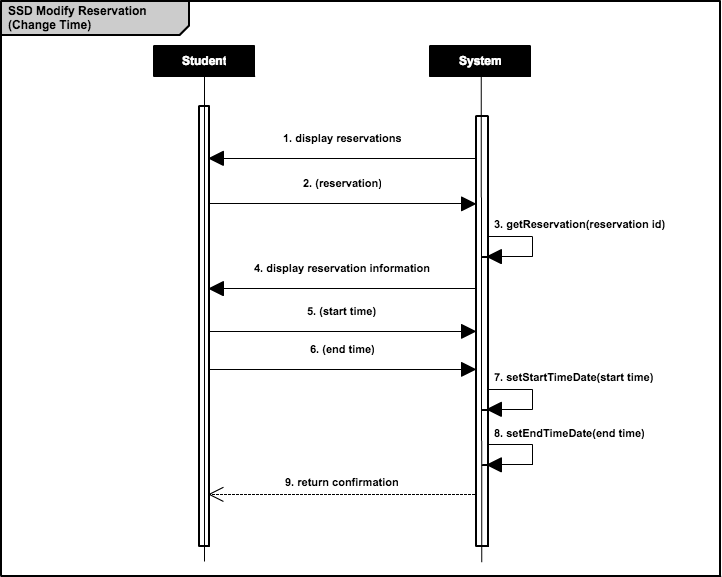 SSD Modify Reservation
(Change Time)
Student
System
1. display reservations
2. (reservation)
3. getReservation(reservation id)
4. display reservation information
5. (start time)
6. (end time)
7. setStartTimeDate(start time)
8. setEndTimeDate(end time)
9. return confirmation